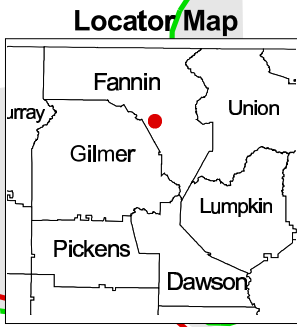 Locator Map
Fannin
Union
urray
Gilmer
Lumpkin
Pickens
Dawson